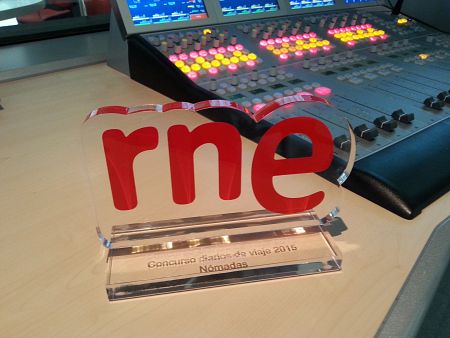 rne
Concurso diarios de viaje 2015
Nómadas